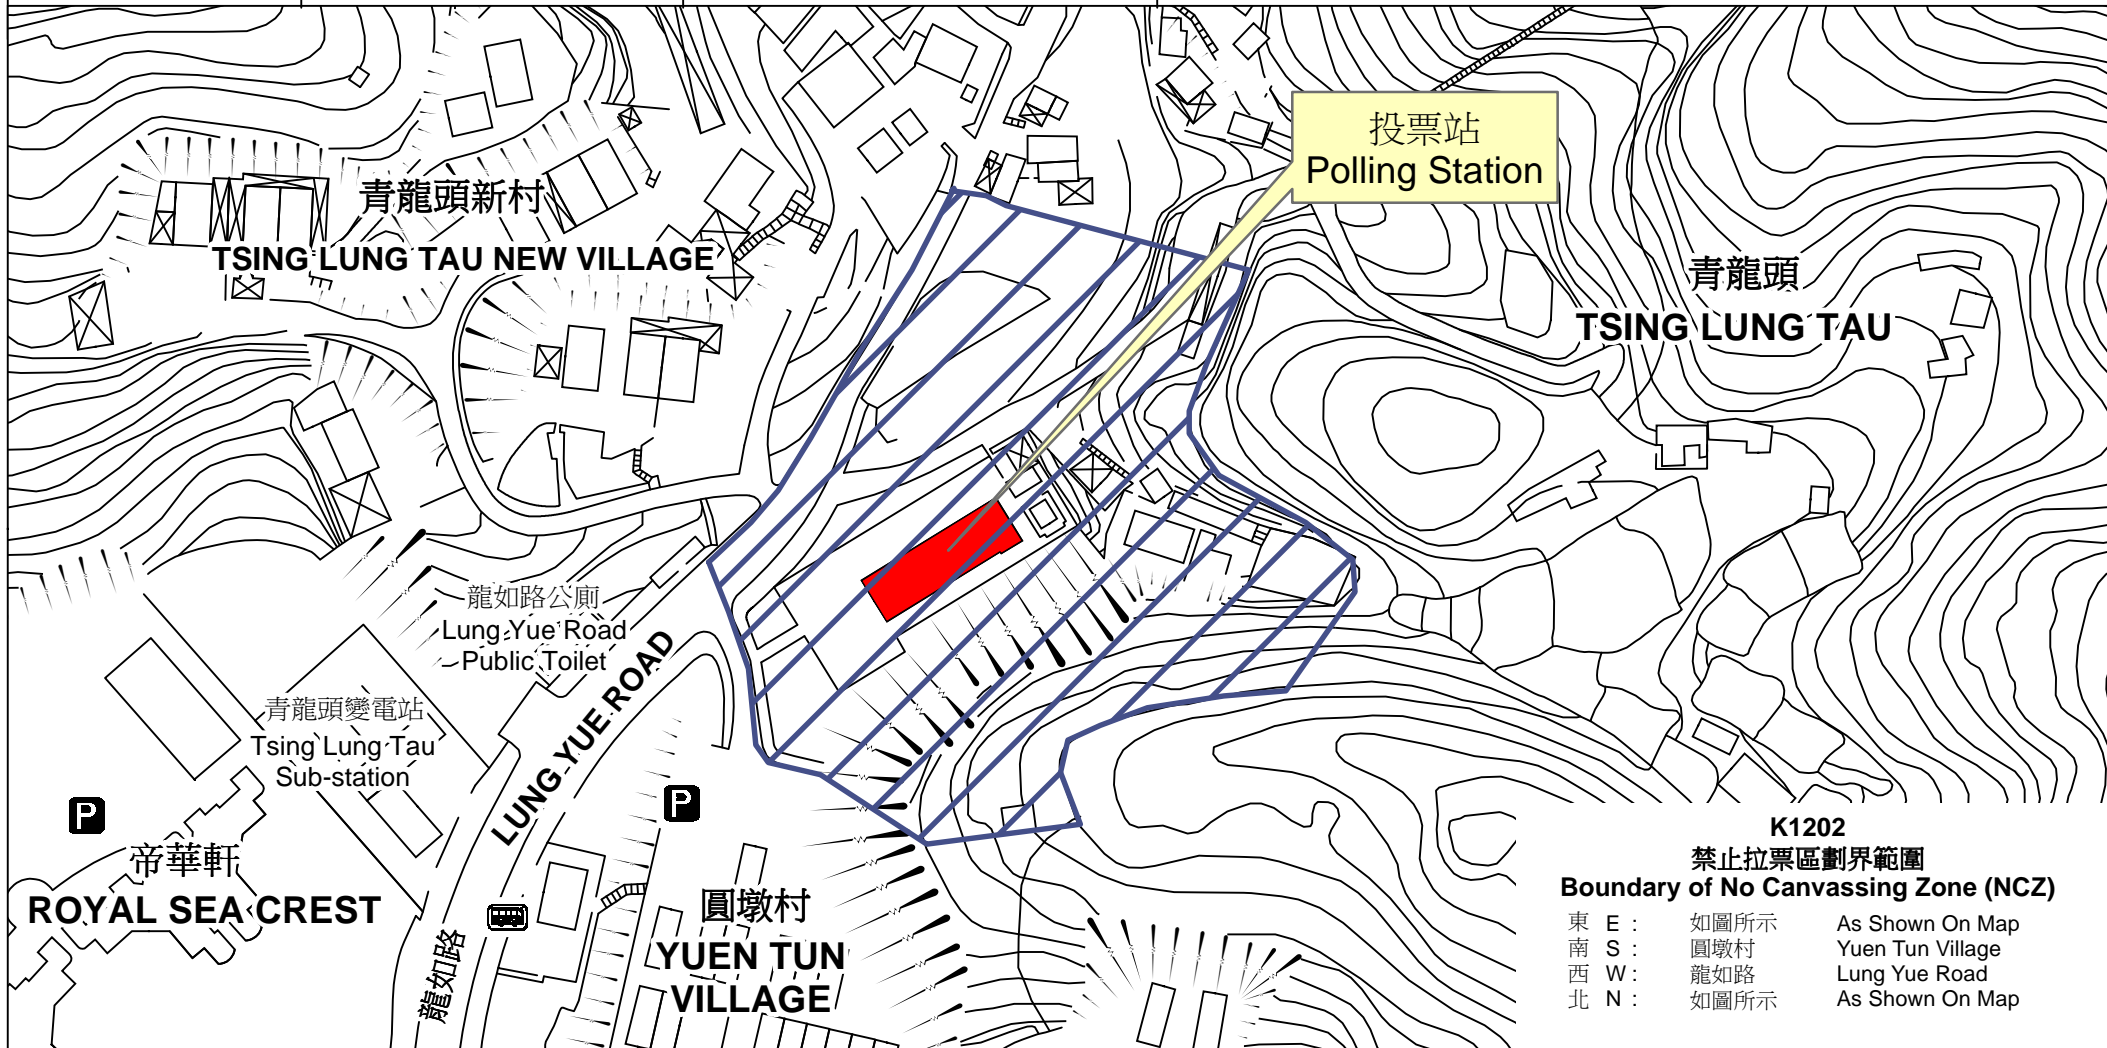 投票站
Polling Station
青龍頭新村
TSING LUNG TAU NEW VILLAGE
青龍頭
TSING LUNG TAU
龍如路公廁
Lung Yue Road
Public Toilet
LUNG YUE ROAD
青龍頭變電站
Tsing Lung Tau
Sub-station
P
P
帝華軒
ROYAL SEA CREST
龍如路
圓墩村
YUEN TUN
VILLAGE
K1202
禁止拉票區劃界範圍
Boundary of No Canvassing Zone (NCZ)
東 E : 如圖所示 As Shown On Map
南 S : 圓墩村 Yuen Tun Village
西 W : 龍如路 Lung Yue Road
北 N : 如圖所示 As Shown On Map